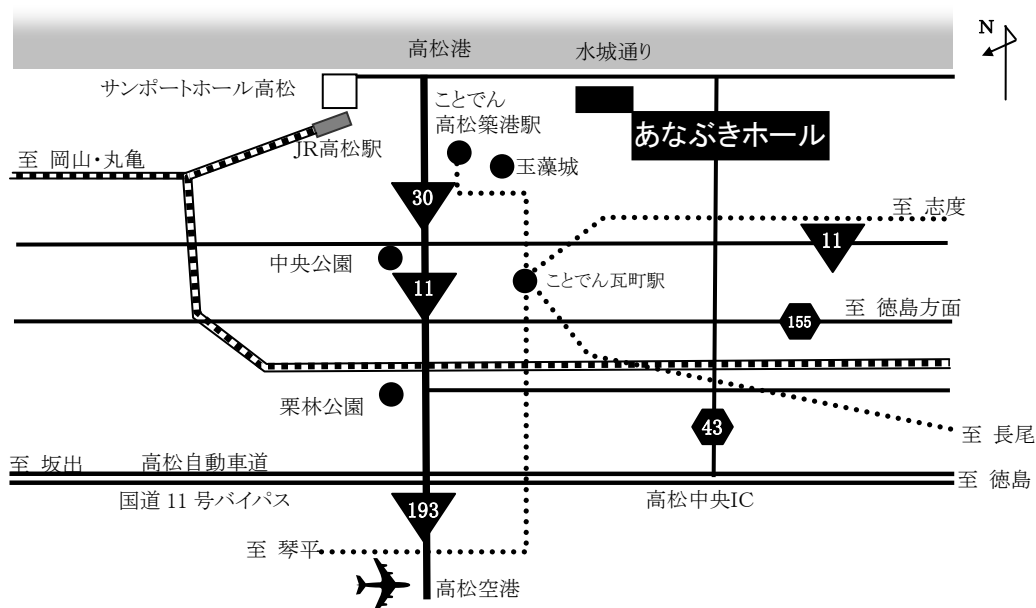 高松港
水城通り
N
サンポートホール高松
ことでん
高松築港駅
あなぶきホール
JR高松駅
至 岡山・丸亀
玉藻城
30
至 志度
11
中央公園
11
ことでん瓦町駅
至 徳島方面
155
栗林公園
43
至 長尾
至 坂出
高松自動車道
至 徳島
国道 11 号バイパス
193
高松中央IC
至 琴平
高松空港